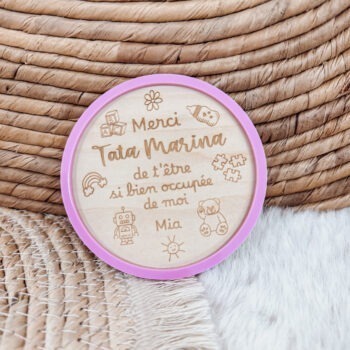 Merci
Tata Marina
de t'être
si bien occupée
de moi
Mia